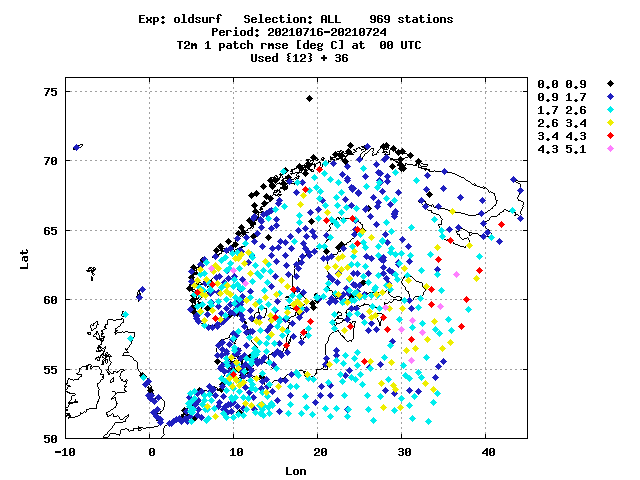 Exp: oldsurf   Selection: ALL    969 stations
Period: 20210716-20210724
T2m 1 patch rmse [deg C] at  00 UTC
Used {12} + 36
0.0 0.9
0.9 1.7
1.7 2.6
2.6 3.4
3.4 4.3
4.3 5.1
75
70
65
60
55
50
Lat
-10 0 10 20 30 40
Lon